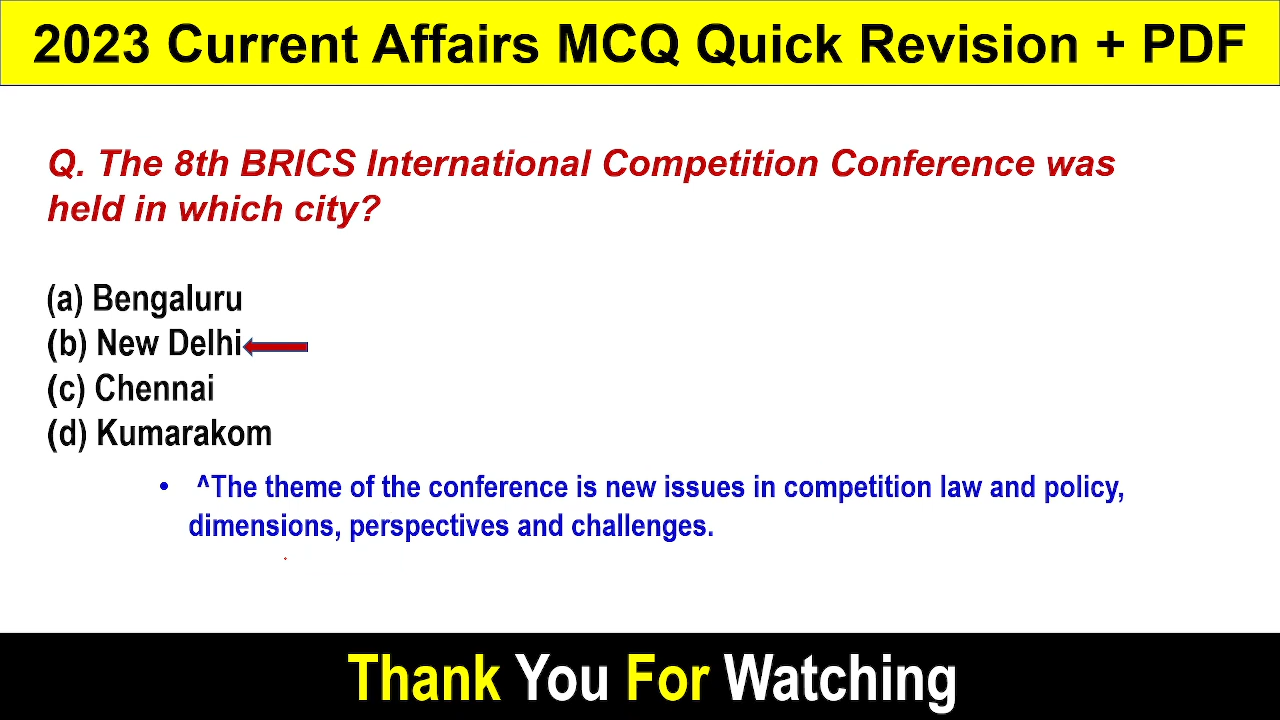 2023 Current Affairs MCQ Quick Revision + PDF
Q. The 8th BRICS International Competition Conference was
held in which city?
(a) Bengaluru
(b) New Delhi
(c) Chennai
(d) Kumarakom
• ^The theme of the conference is new issues in competition law and policy,
dimensions, perspectives and challenges.
Thank You For Watching